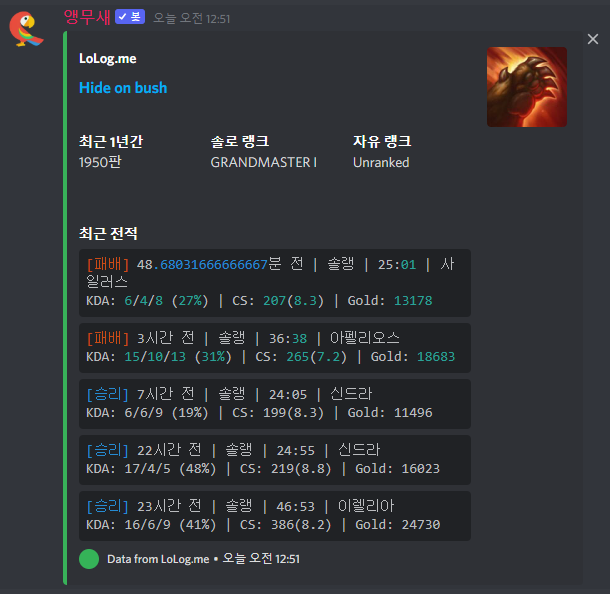 앵무새 ✓ 봇 오늘 오전 12:51
LoLog.me
Hide on bush
최근 1년간 솔로 랭크 자유 랭크
1950판 GRANDMASTER I Unranked
최근 전적
[패배] 48.68031666666667분 전 | 솔랭 | 25:01 | 사
일러스
KDA: 6/4/8 (27%) | CS: 207(8.3) | Gold: 13178
[패배] 3시간 전 | 솔랭 | 36:38 | 아펠리오스
KDA: 15/10/13 (31%) | CS: 265(7.2) | Gold: 18683
[승리] 7시간 전 | 솔랭 | 24:05 | 신드라
KDA: 6/6/9 (19%) | CS: 199(8.3) | Gold: 11496
[승리] 22시간 전 | 솔랭 | 24:55 | 신드라
KDA: 17/4/5 (48%) | CS: 219(8.8) | Gold: 16023
[승리] 23시간 전 | 솔랭 | 46:53 | 이렐리아
KDA: 16/6/9 (41%) | CS: 386(8.2) | Gold: 24730
Data from LoLog.me • 오늘 오전 12:51